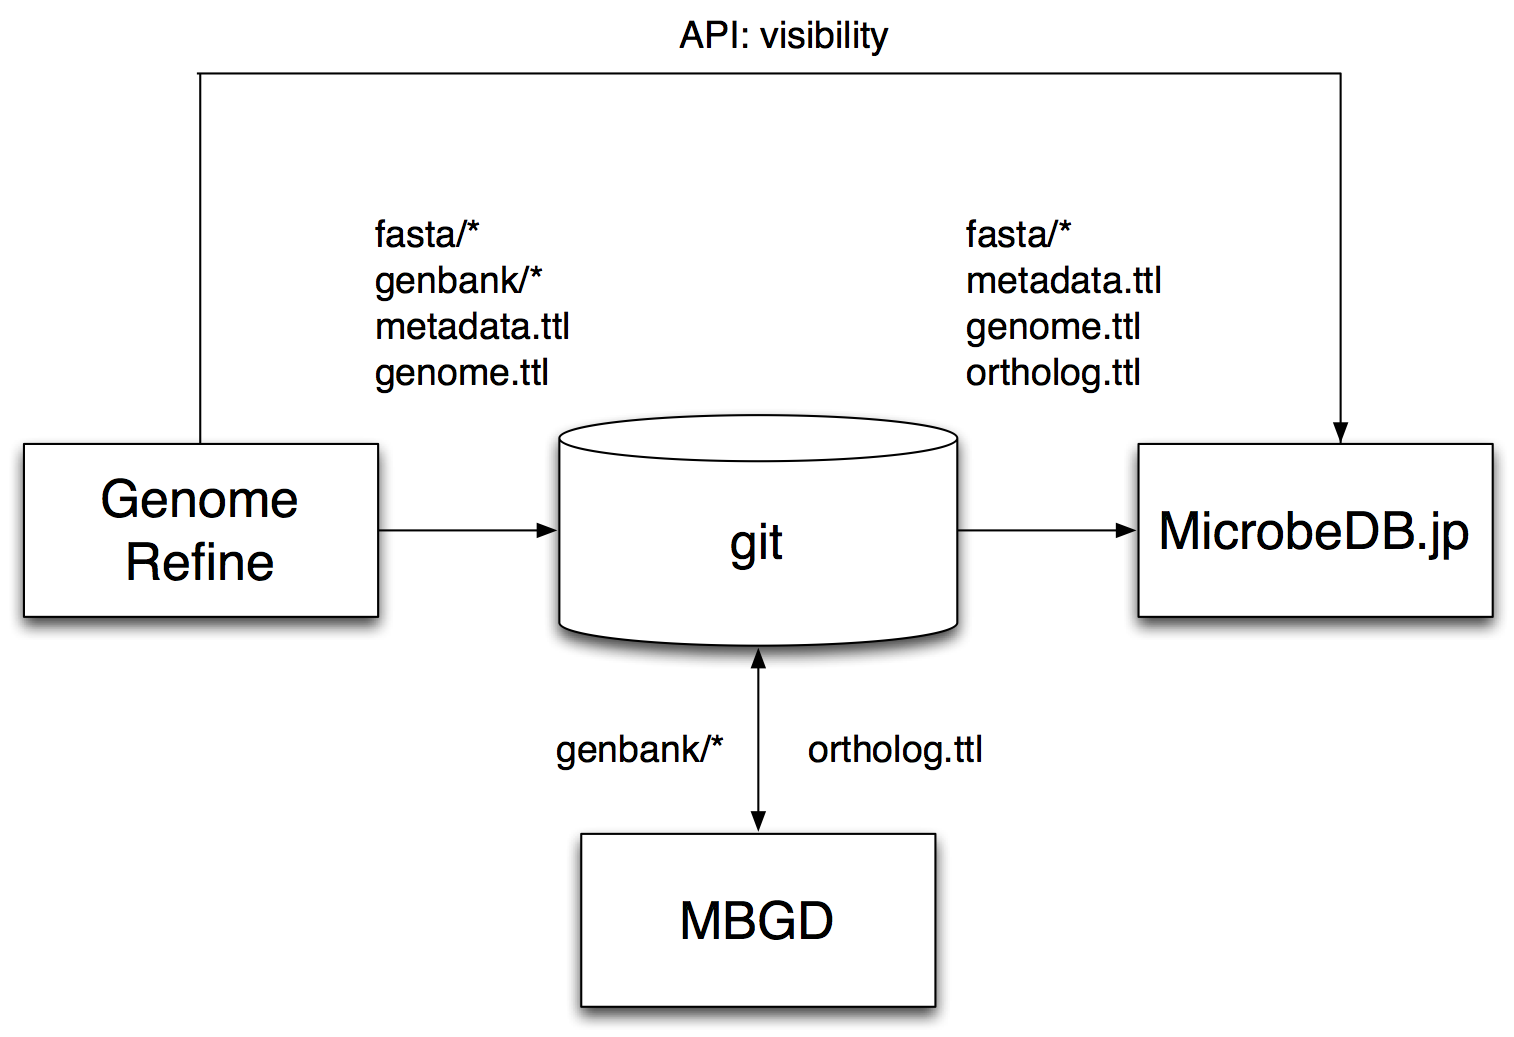 API: visibility
fasta/*
genbank/*
metadata.ttl
genome.ttl
fasta/*
metadata.ttl
genome.ttl
ortholog.ttl
Genome
Refine
git
MicrobeDB.jp
genbank/*
ortholog.ttl
MBGD